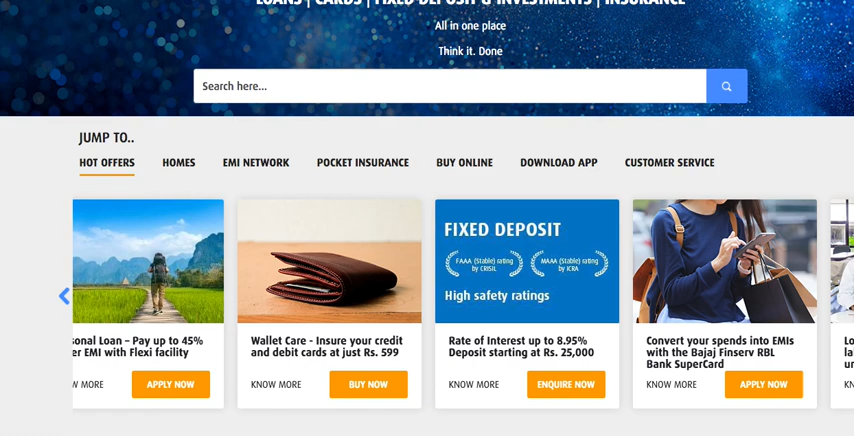 LOANS | CARDS | FIXED DEPOSIT & INVESTMENTS | INSURANCE
All in one place
Think it. Done
Search here...
JUMP TO..
HOT OFFERS HOMES EMI NETWORK POCKET INSURANCE BUY ONLINE DOWNLOAD APP CUSTOMER SERVICE
FIXED DEPOSIT
FAAA (Stable) rating
by CRISIL
MAAA (Stable) rating
by ICRA
High safety ratings
sonal Loan – Pay up to 45%
er EMI with Flexi facility
W MORE
APPLY NOW
Wallet Care - Insure your credit
and debit cards at just Rs. 599
KNOW MORE
BUY NOW
Rate of Interest up to 8.95%
Deposit starting at Rs. 25,000
KNOW MORE
ENQUIRE NOW
Convert your spends into EMIs
with the Bajaj Finserv RBL
Bank SuperCard
KNOW MORE
APPLY NOW
Lo
la
un
KN